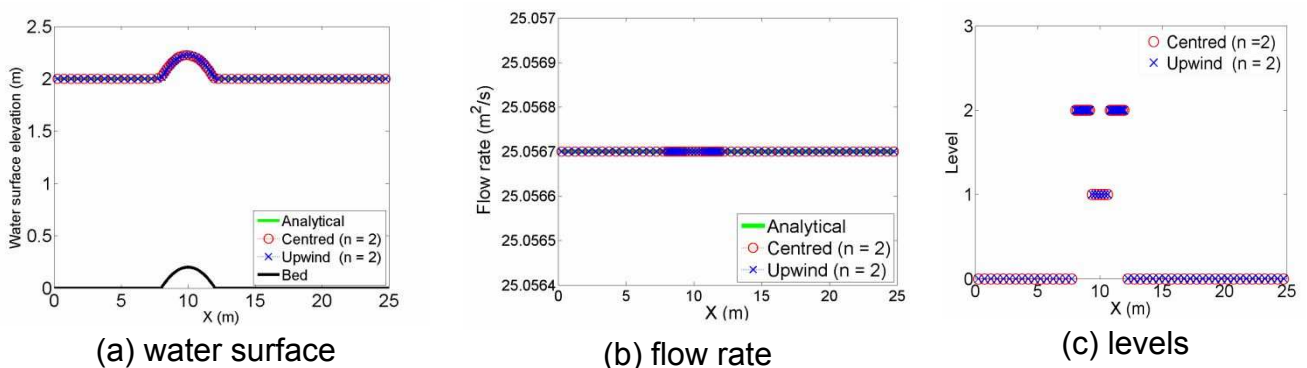 2.5
2
1.5
1
0.5
0
Water surface elevation (m)
Analytical
Centred (n = 2)
Upwind (n = 2)
Bed
0 5 10 15 20 25
X (m)
(a) water surface
25.057
25.0569
25.0568
25.0567
25.0566
25.0565
25.0564
Flow rate (m²/s)
Analytical
Centred (n = 2)
Upwind (n = 2)
0 5 10 15 20 25
X (m)
(b) flow rate
3
2
1
0
Level
Centred (n =2)
Upwind (n = 2)
0 5 10 15 20 25
X (m)
(c) levels